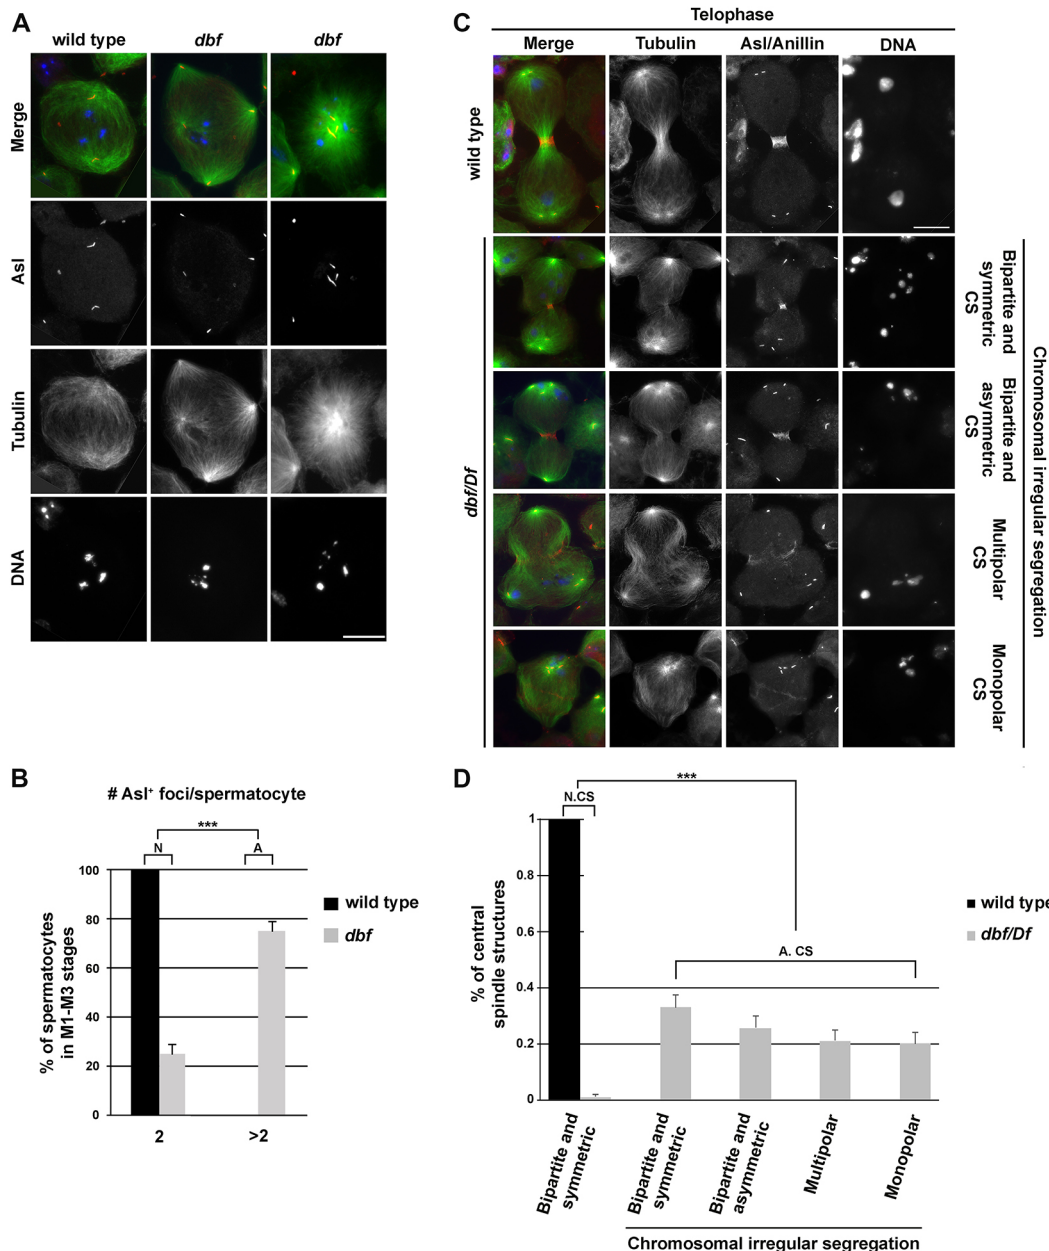 A
wild type
dbf
dbf
Merge
Asl
Tubulin
DNA
B
# Asl⁺ foci/spermatocyte
***
N
A
100
80
60
40
20
0
% of spermatocytes
in M1-M3 stages
2
>2
wild type
dbf
C
Telophase
Merge
Tubulin
Asl/Anillin
DNA
wild type
dbf/Df
Bipartite and
symmetric
CS
Bipartite and
asymmetric
CS
Multipolar
CS
Monopolar
CS
Chromosomal irregular segregation
D
***
N.CS
A. CS
1
0.8
0.6
0.4
0.2
0
% of central
spindle structures
wild type
dbf/Df
Bipartite and
symmetric
Bipartite and
symmetric
Bipartite and
asymmetric
Multipolar
Monopolar
Chromosomal irregular segregation